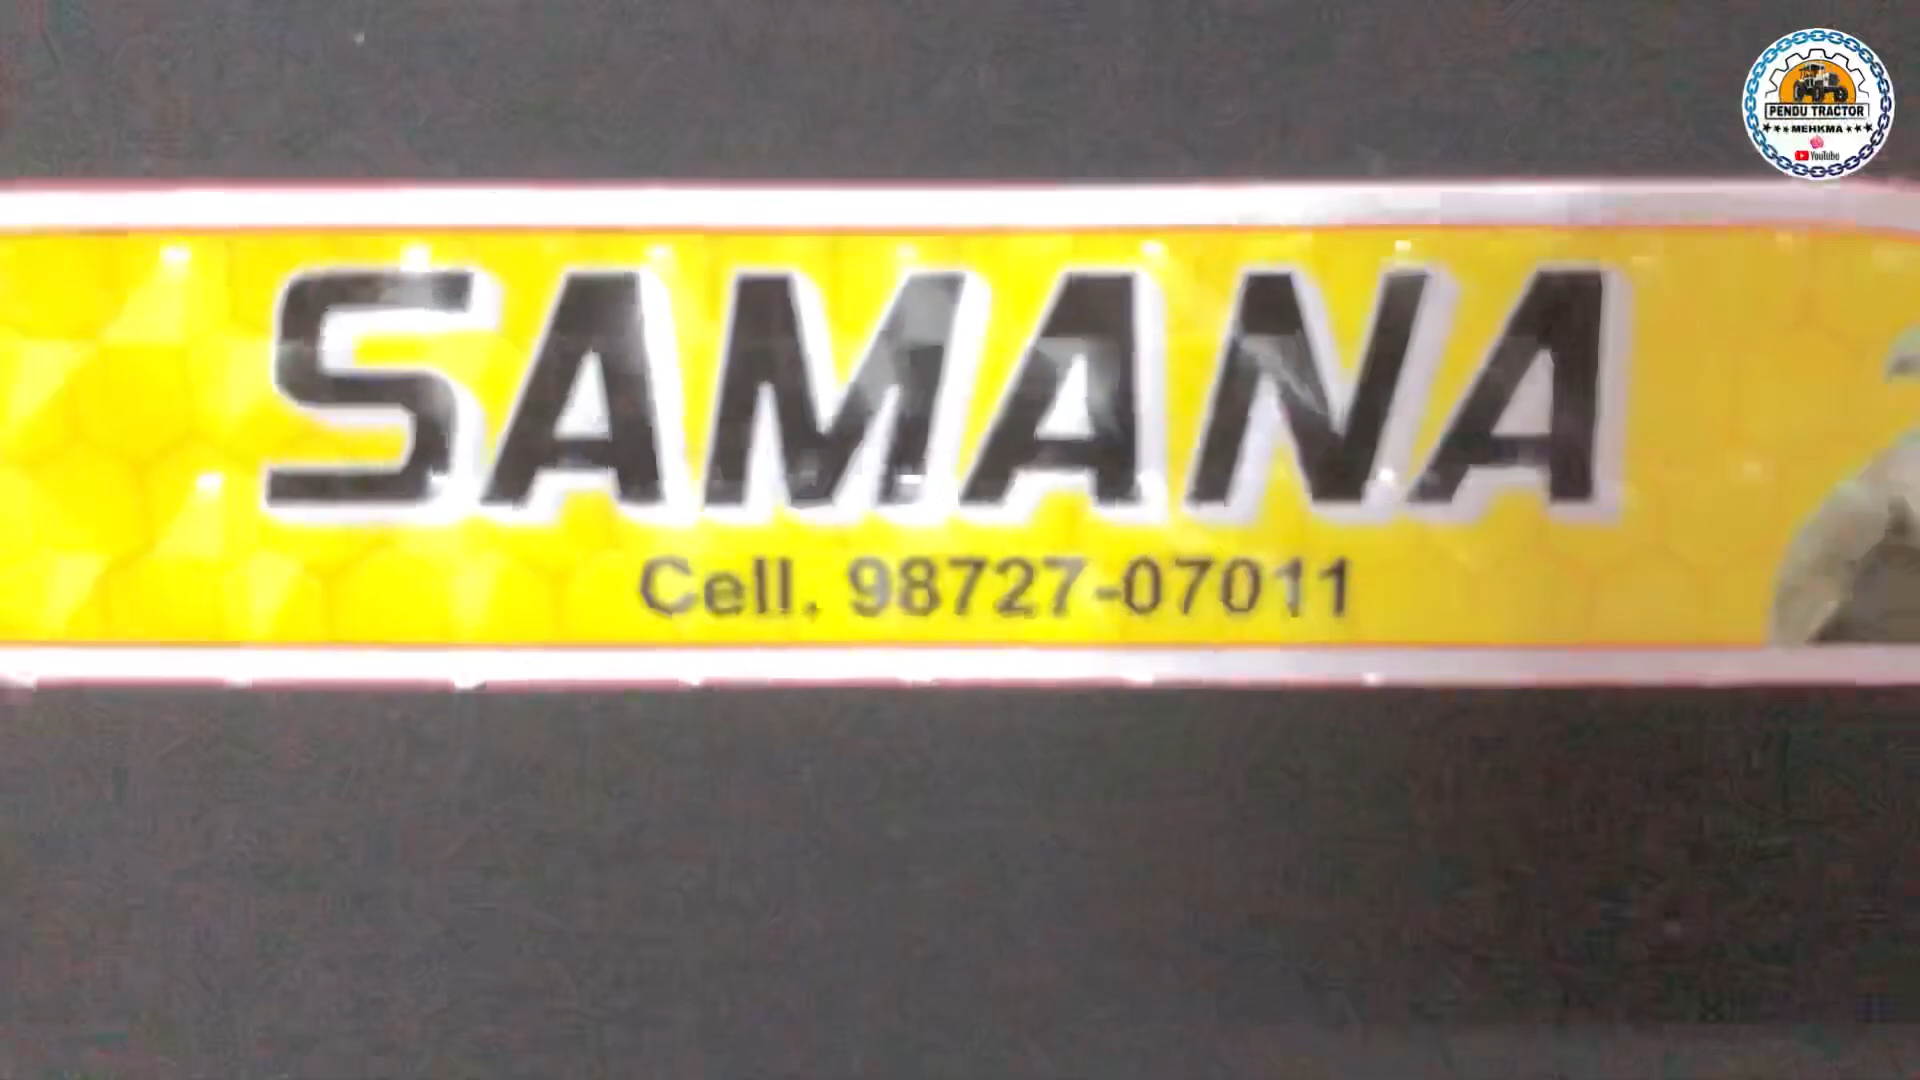 PENDU TRACTOR
MEHKMA
YouTube
SAMANA
Cell. 98727-07011